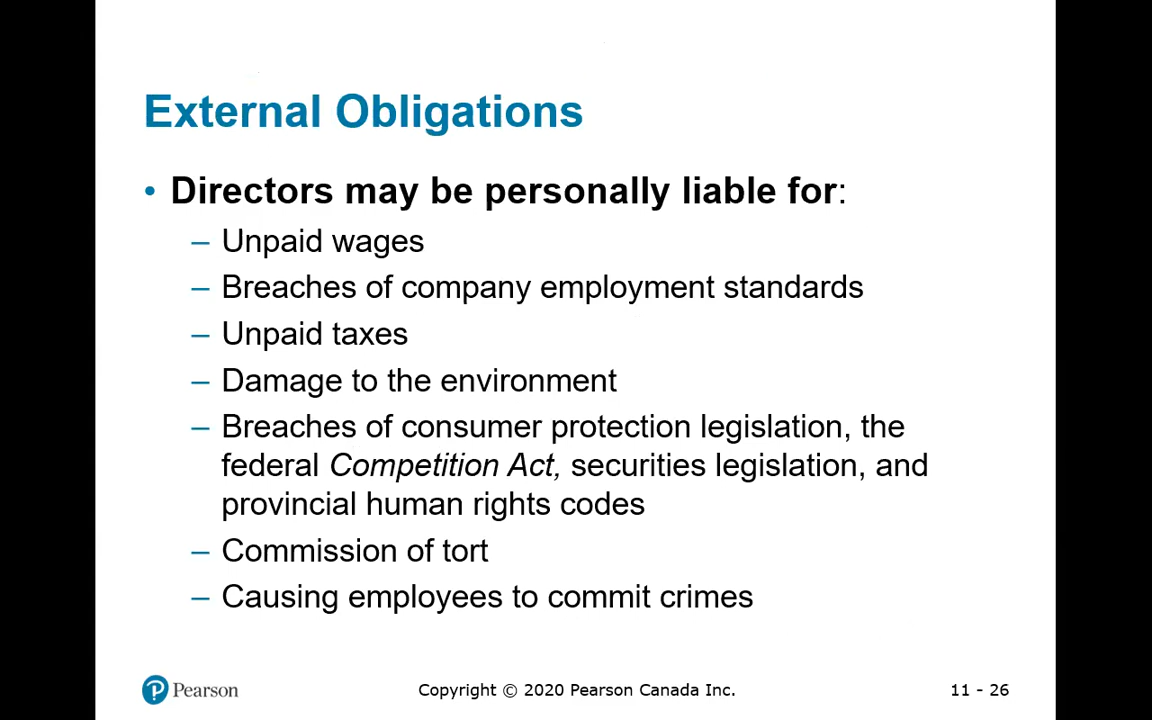 External Obligations
• Directors may be personally liable for:
– Unpaid wages
– Breaches of company employment standards
– Unpaid taxes
– Damage to the environment
– Breaches of consumer protection legislation, the
federal Competition Act, securities legislation, and
provincial human rights codes
– Commission of tort
– Causing employees to commit crimes
P Pearson
Copyright © 2020 Pearson Canada Inc.
11 - 26